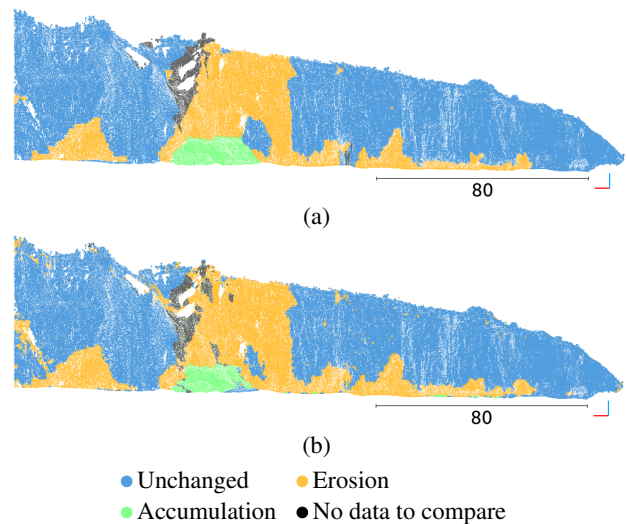 80
(a)
80
(b)
Unchanged Erosion
Accumulation No data to compare